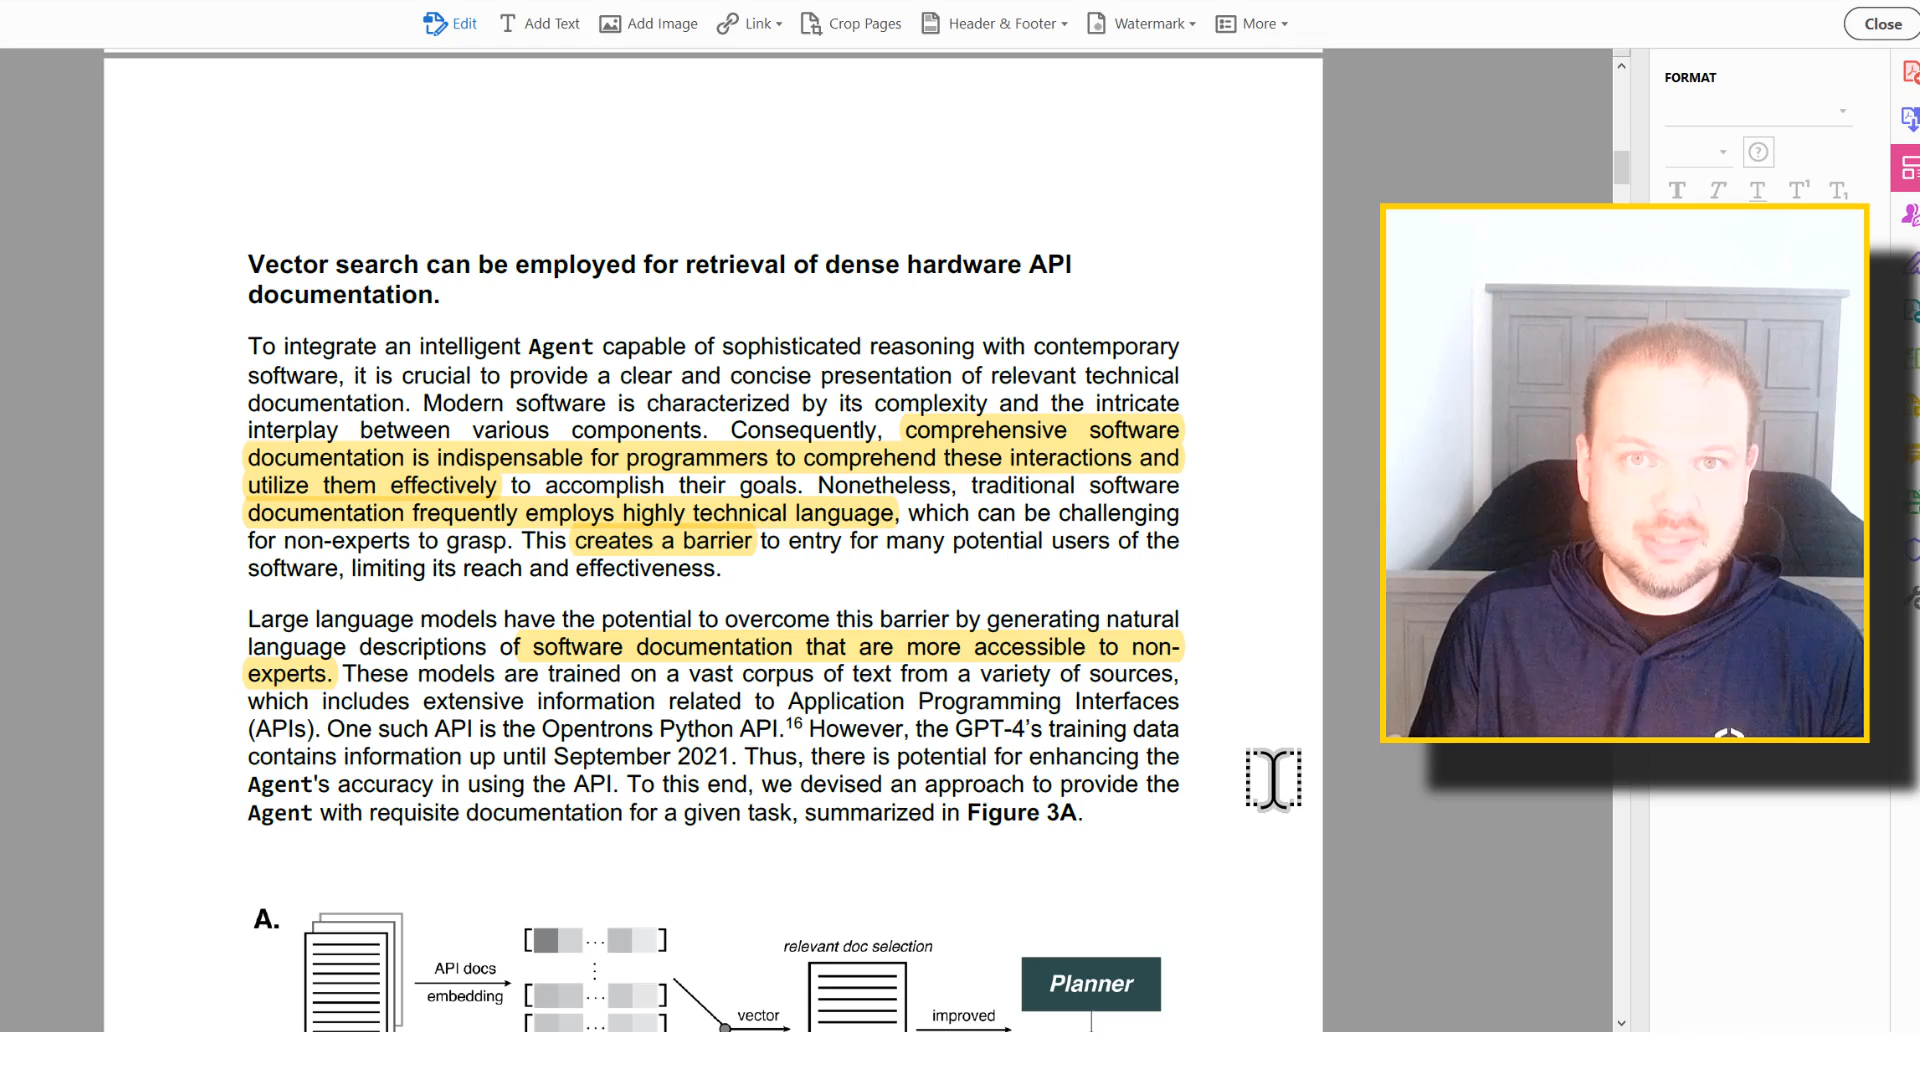 Edit Add Text Add Image Link Crop Pages Header & Footer Watermark More Close
FORMAT
Vector search can be employed for retrieval of dense hardware API
documentation.
To integrate an intelligent Agent capable of sophisticated reasoning with contemporary
software, it is crucial to provide a clear and concise presentation of relevant technical
documentation. Modern software is characterized by its complexity and the intricate
interplay between various components. Consequently, comprehensive software
documentation is indispensable for programmers to comprehend these interactions and
utilize them effectively to accomplish their goals. Nonetheless, traditional software
documentation frequently employs highly technical language, which can be challenging
for non-experts to grasp. This creates a barrier to entry for many potential users of the
software, limiting its reach and effectiveness.
Large language models have the potential to overcome this barrier by generating natural
language descriptions of software documentation that are more accessible to non-
experts. These models are trained on a vast corpus of text from a variety of sources,
which includes extensive information related to Application Programming Interfaces
(APIs). One such API is the Opentrons Python API.16 However, the GPT-4’s training data
contains information up until September 2021. Thus, there is potential for enhancing the
Agent's accuracy in using the API. To this end, we devised an approach to provide the
Agent with requisite documentation for a given task, summarized in Figure 3A.
A.
API docs
embedding
vector
relevant doc selection
improved
Planner